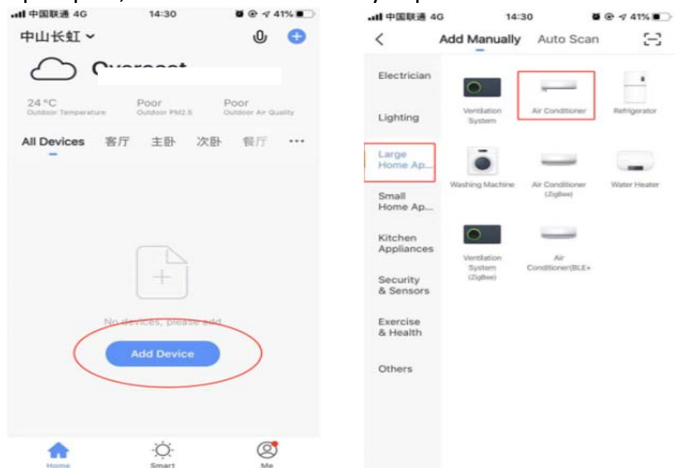 中国联通 4G
14:30
41%
中山长虹
24 °C
Outdoor Temperature
Poor
Outdoor PM2.5
Poor
Outdoor Air Quality
All Devices
客厅
主卧
次卧
餐厅
No devices, please add
Add Device
Home
Smart
Me
中国联通 4G
14:30
41%
Add Manually
Auto Scan
Electrician
Lighting
Large
Home Ap...
Small
Home Ap...
Kitchen
Appliances
Security
& Sensors
Exercise
& Health
Others
Ventilation
System
Air Conditioner
Refrigerator
Washing Machine
Air Conditioner
(ZigBee)
Water Heater
Ventilation
System
(ZigBee)
Air
Conditioner(BLE+